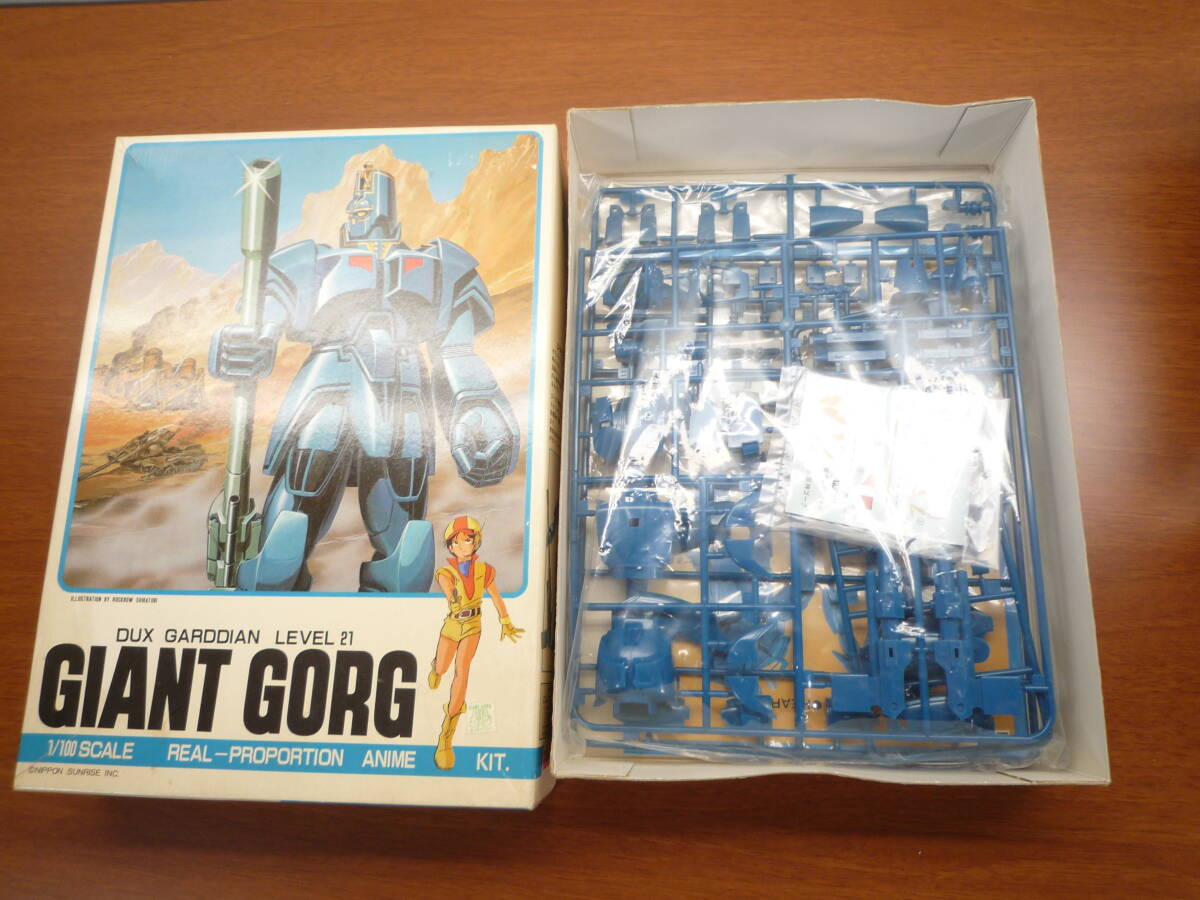 ILLUSTRATION BY ROCKROW SHIRATORI
DUX GARDDIAN LEVEL 21
GIANT GORG
1/100 SCALE REAL-PROPORTION ANIME KIT.
©NIPPON SUNRISE INC.